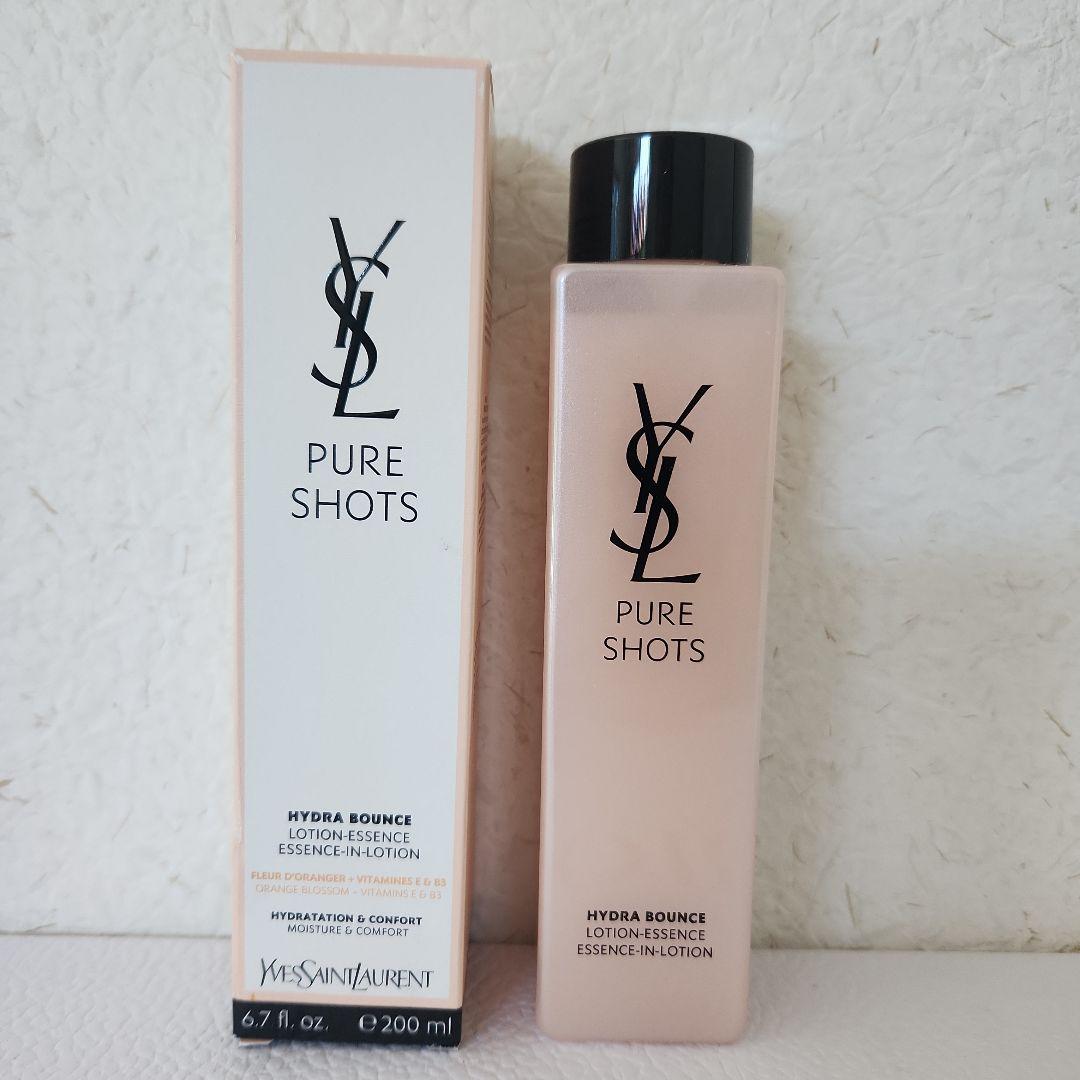 YSL
PURE
SHOTS
HYDRA BOUNCE
LOTION-ESSENCE
ESSENCE-IN-LOTION
FLEUR D'ORANGER + VITAMINES E & B3
ORANGE BLOSSOM + VITAMINS E & B3
HYDRATATION & CONFORT
MOISTURE & COMFORT
YVESSAINTLAURENT
6.7 fl. oz. ℮200 ml
YSL
PURE
SHOTS
HYDRA BOUNCE
LOTION-ESSENCE
ESSENCE-IN-LOTION